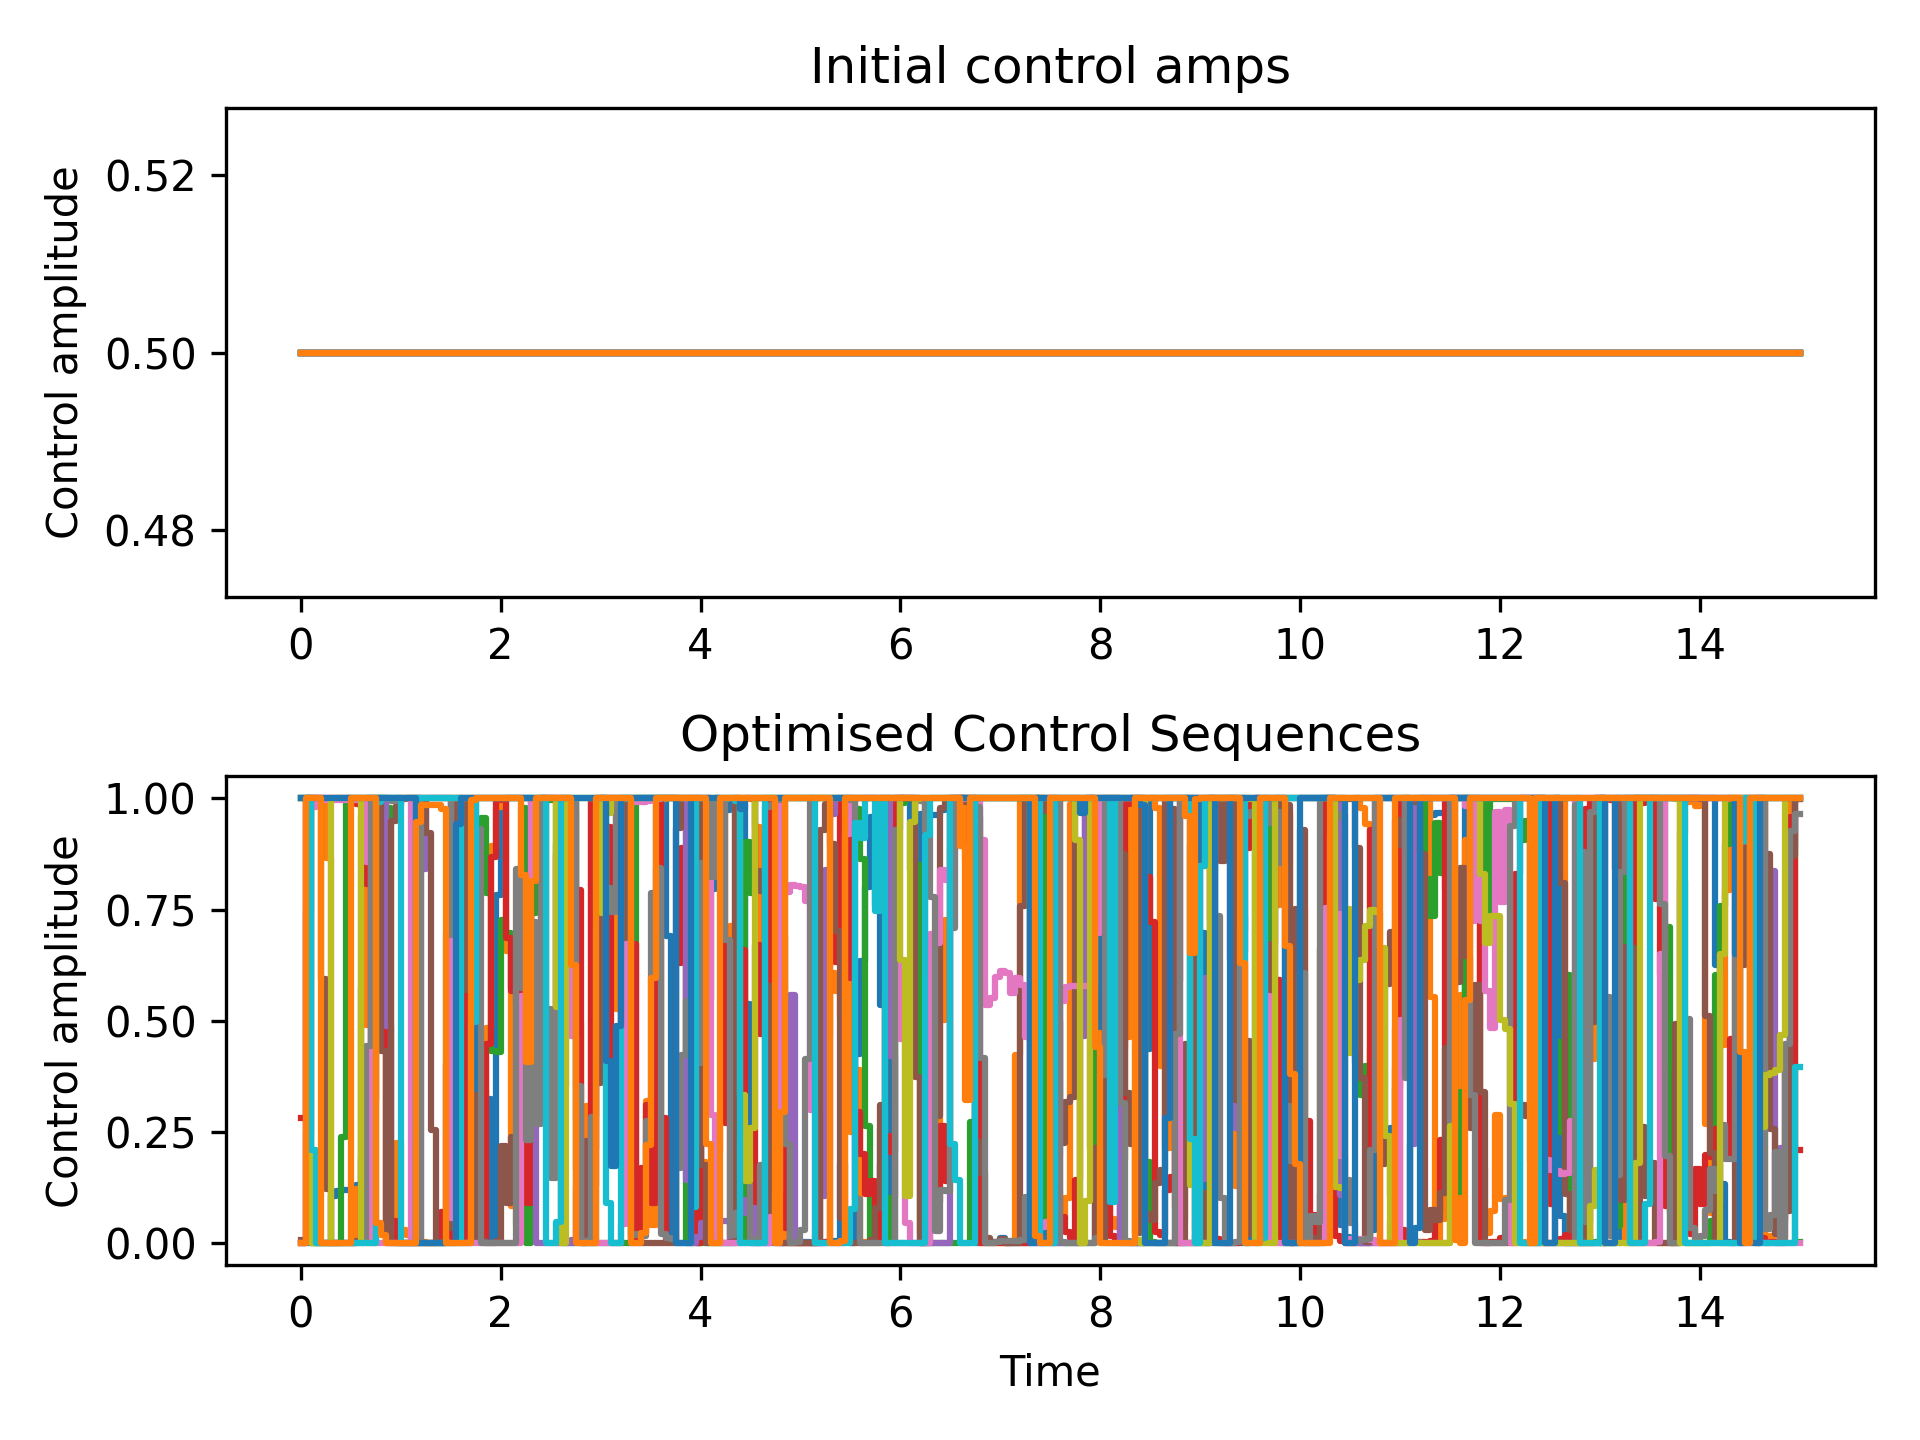 Initial control amps
Control amplitude
0.52
0.50
0.48
0 2 4 6 8 10 12 14
Optimised Control Sequences
Control amplitude
1.00
0.75
0.50
0.25
0.00
0 2 4 6 8 10 12 14
Time